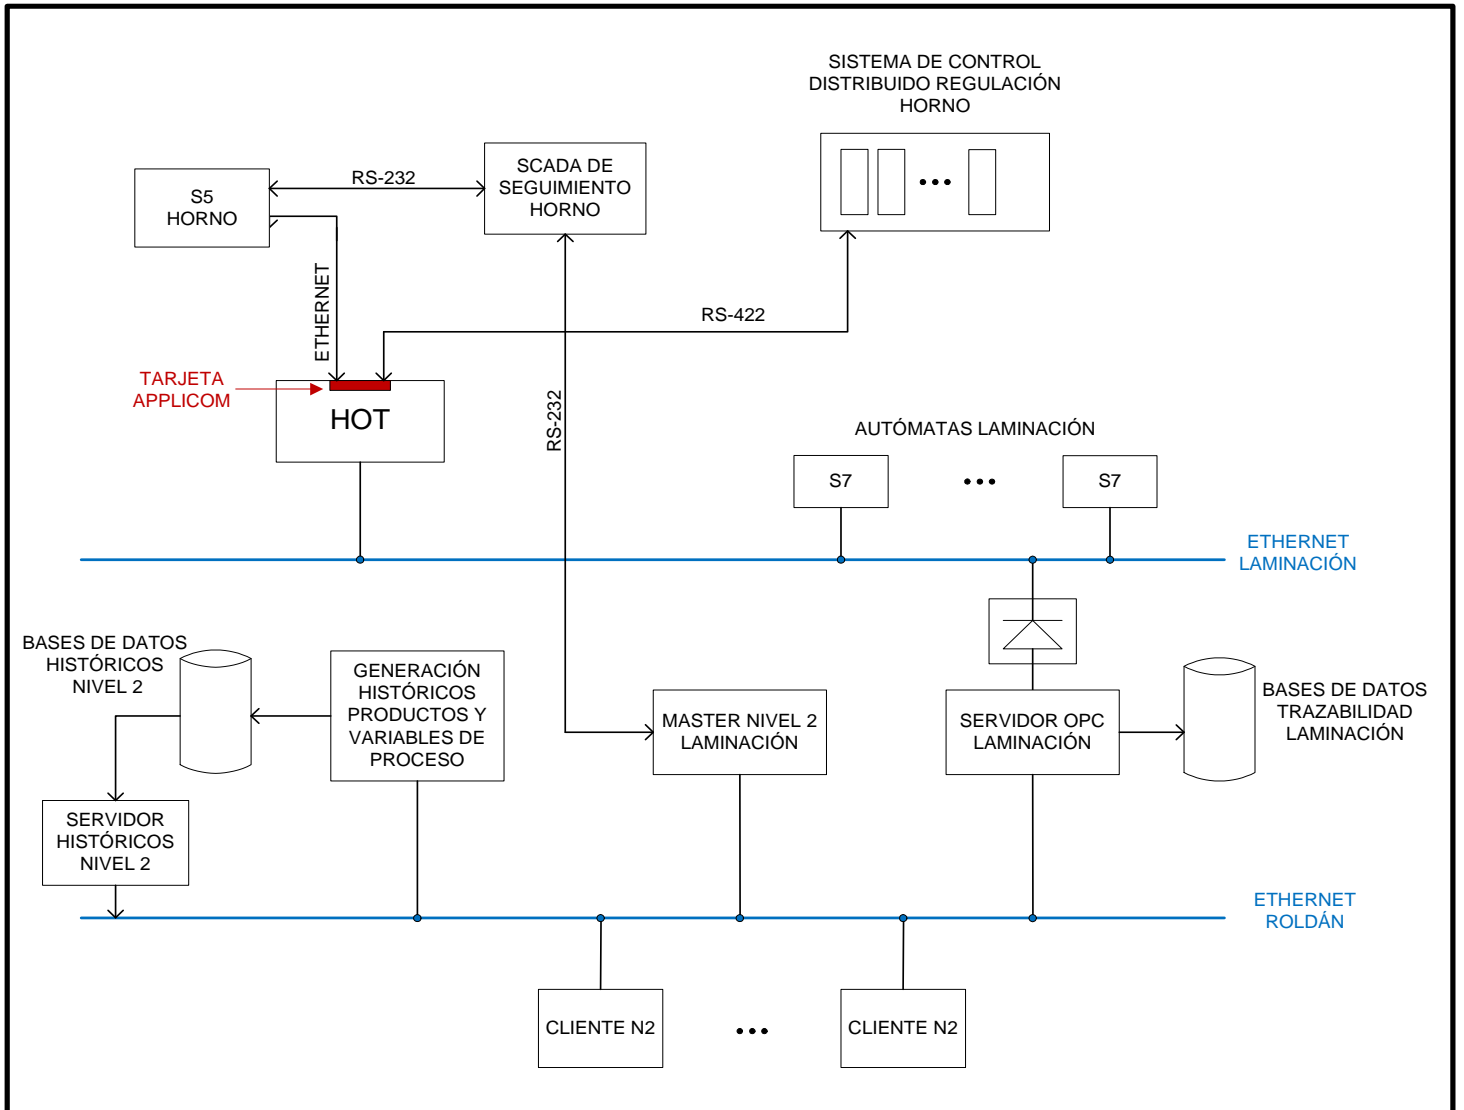 SISTEMA DE CONTROL
DISTRIBUIDO REGULACIÓN
HORNO
S5
HORNO
RS-232
SCADA DE
SEGUIMIENTO
HORNO
ETHERNET
RS-422
TARJETA
APPLICOM
HOT
RS-232
AUTÓMATAS LAMINACIÓN
S7
S7
ETHERNET
LAMINACIÓN
BASES DE DATOS
HISTÓRICOS
NIVEL 2
GENERACIÓN
HISTÓRICOS
PRODUCTOS Y
VARIABLES DE
PROCESO
MASTER NIVEL 2
LAMINACIÓN
SERVIDOR OPC
LAMINACIÓN
BASES DE DATOS
TRAZABILIDAD
LAMINACIÓN
SERVIDOR
HISTÓRICOS
NIVEL 2
ETHERNET
ROLDÁN
CLIENTE N2
CLIENTE N2